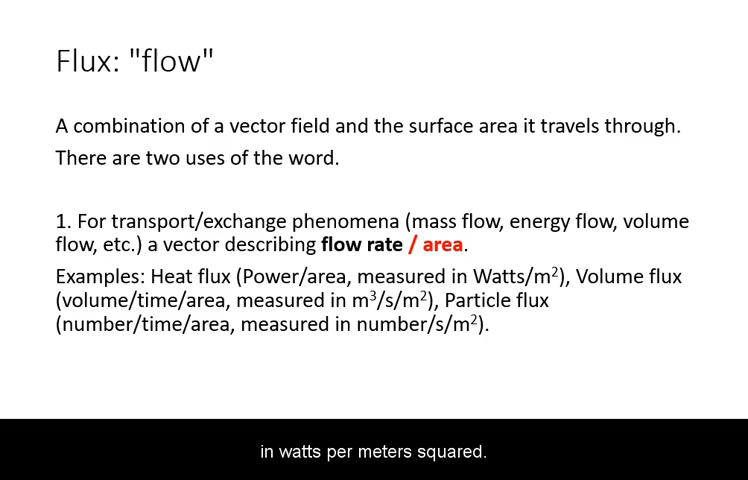 Flux: "flow"
A combination of a vector field and the surface area it travels through.
There are two uses of the word.
1. For transport/exchange phenomena (mass flow, energy flow, volume
flow, etc.) a vector describing flow rate / area.
Examples: Heat flux (Power/area, measured in Watts/m²), Volume flux
(volume/time/area, measured in m³/s/m²), Particle flux
(number/time/area, measured in number/s/m²).
in watts per meters squared.